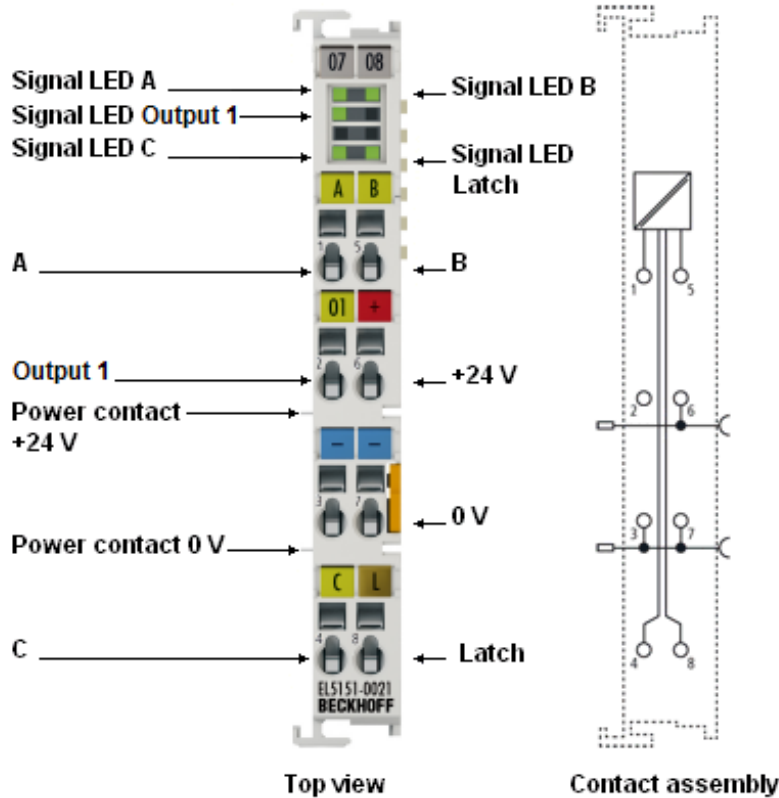 07 08
Signal LED A
Signal LED B
Signal LED Output 1
Signal LED C
Signal LED
Latch
A B
1 5
A
B
O1 +
2 6
Output 1
+24 V
Power contact
+24 V
- -
3 7
0 V
Power contact 0 V
C L
4 8
C
Latch
EL5151-0021
BECKHOFF
1 5
2 6
3 7
4 8
Top view
Contact assembly